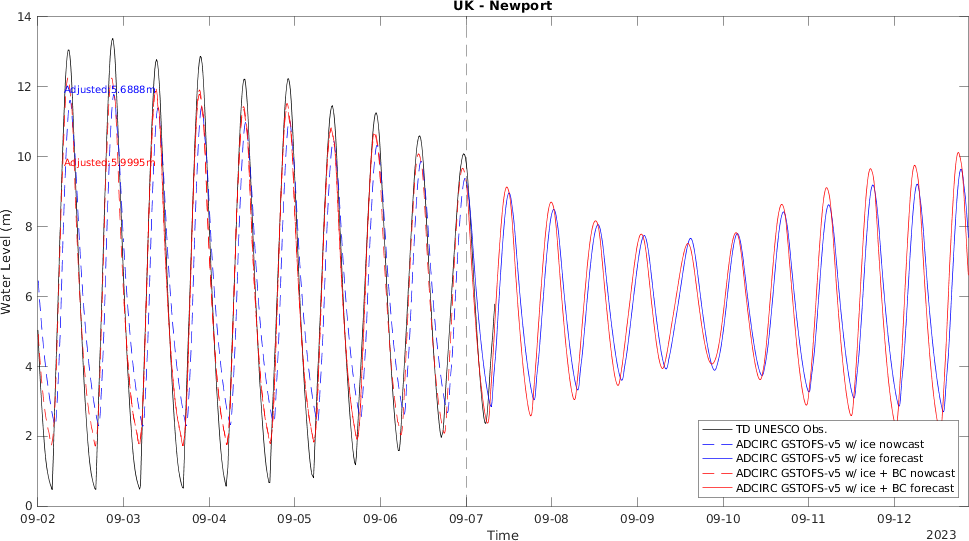 UK - Newport
14
12
10
8
6
4
2
0
Water Level (m)
Adjusted:5.6888m
Adjusted:5.9995m
TD UNESCO Obs.
ADCIRC GSTOFS-v5 w/ ice nowcast
ADCIRC GSTOFS-v5 w/ ice forecast
ADCIRC GSTOFS-v5 w/ ice + BC nowcast
ADCIRC GSTOFS-v5 w/ ice + BC forecast
09-02 09-03 09-04 09-05 09-06 09-07 09-08 09-09 09-10 09-11 09-12
Time
2023